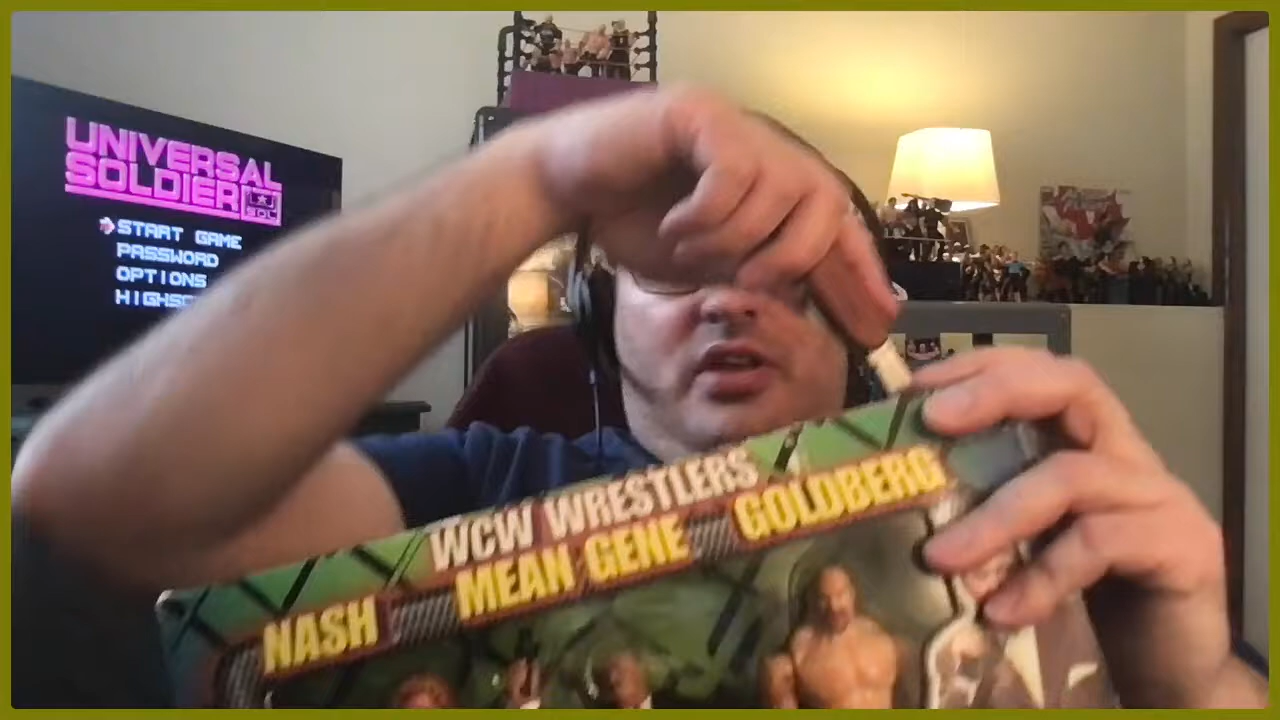 UNIVERSAL
SOLDIER
START GAME
PASSWORD
OPTIONS
WCW WRESTLERS
NASH MEAN GENE GOLDBERG